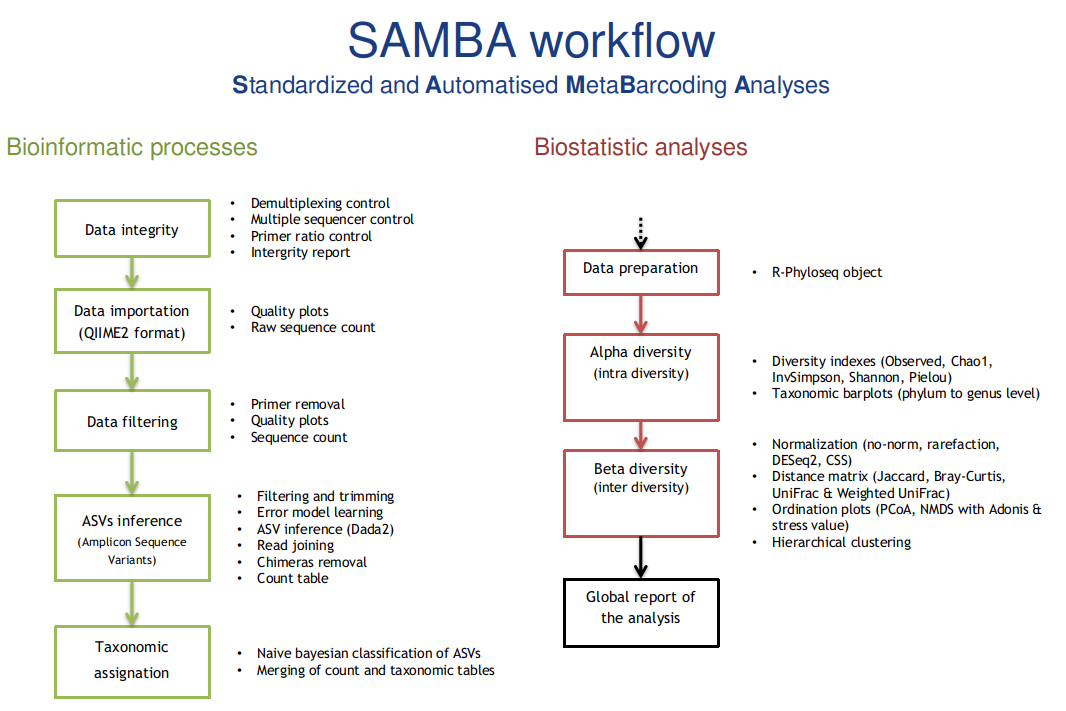 SAMBA workflow
Standardized and Automatised MetaBarcoding Analyses
Bioinformatic processes
Data integrity
• Demultiplexing control
• Multiple sequencer control
• Primer ratio control
• Intergrity report
Data importation
(QIIME2 format)
• Quality plots
• Raw sequence count
Data filtering
• Primer removal
• Quality plots
• Sequence count
ASVs inference
(Amplicon Sequence
Variants)
• Filtering and trimming
• Error model learning
• ASV inference (Dada2)
• Read joining
• Chimeras removal
• Count table
Taxonomic
assignation
• Naive bayesian classification of ASVs
• Merging of count and taxonomic tables
Biostatistic analyses
Data preparation
• R-Phyloseq object
Alpha diversity
(intra diversity)
• Diversity indexes (Observed, Chao1,
InvSimpson, Shannon, Pielou)
• Taxonomic barplots (phylum to genus level)
Beta diversity
(inter diversity)
• Normalization (no-norm, rarefaction,
DESeq2, CSS)
• Distance matrix (Jaccard, Bray-Curtis,
UniFrac & Weighted UniFrac)
• Ordination plots (PCoA, NMDS with Adonis &
stress value)
• Hierarchical clustering
Global report of
the analysis